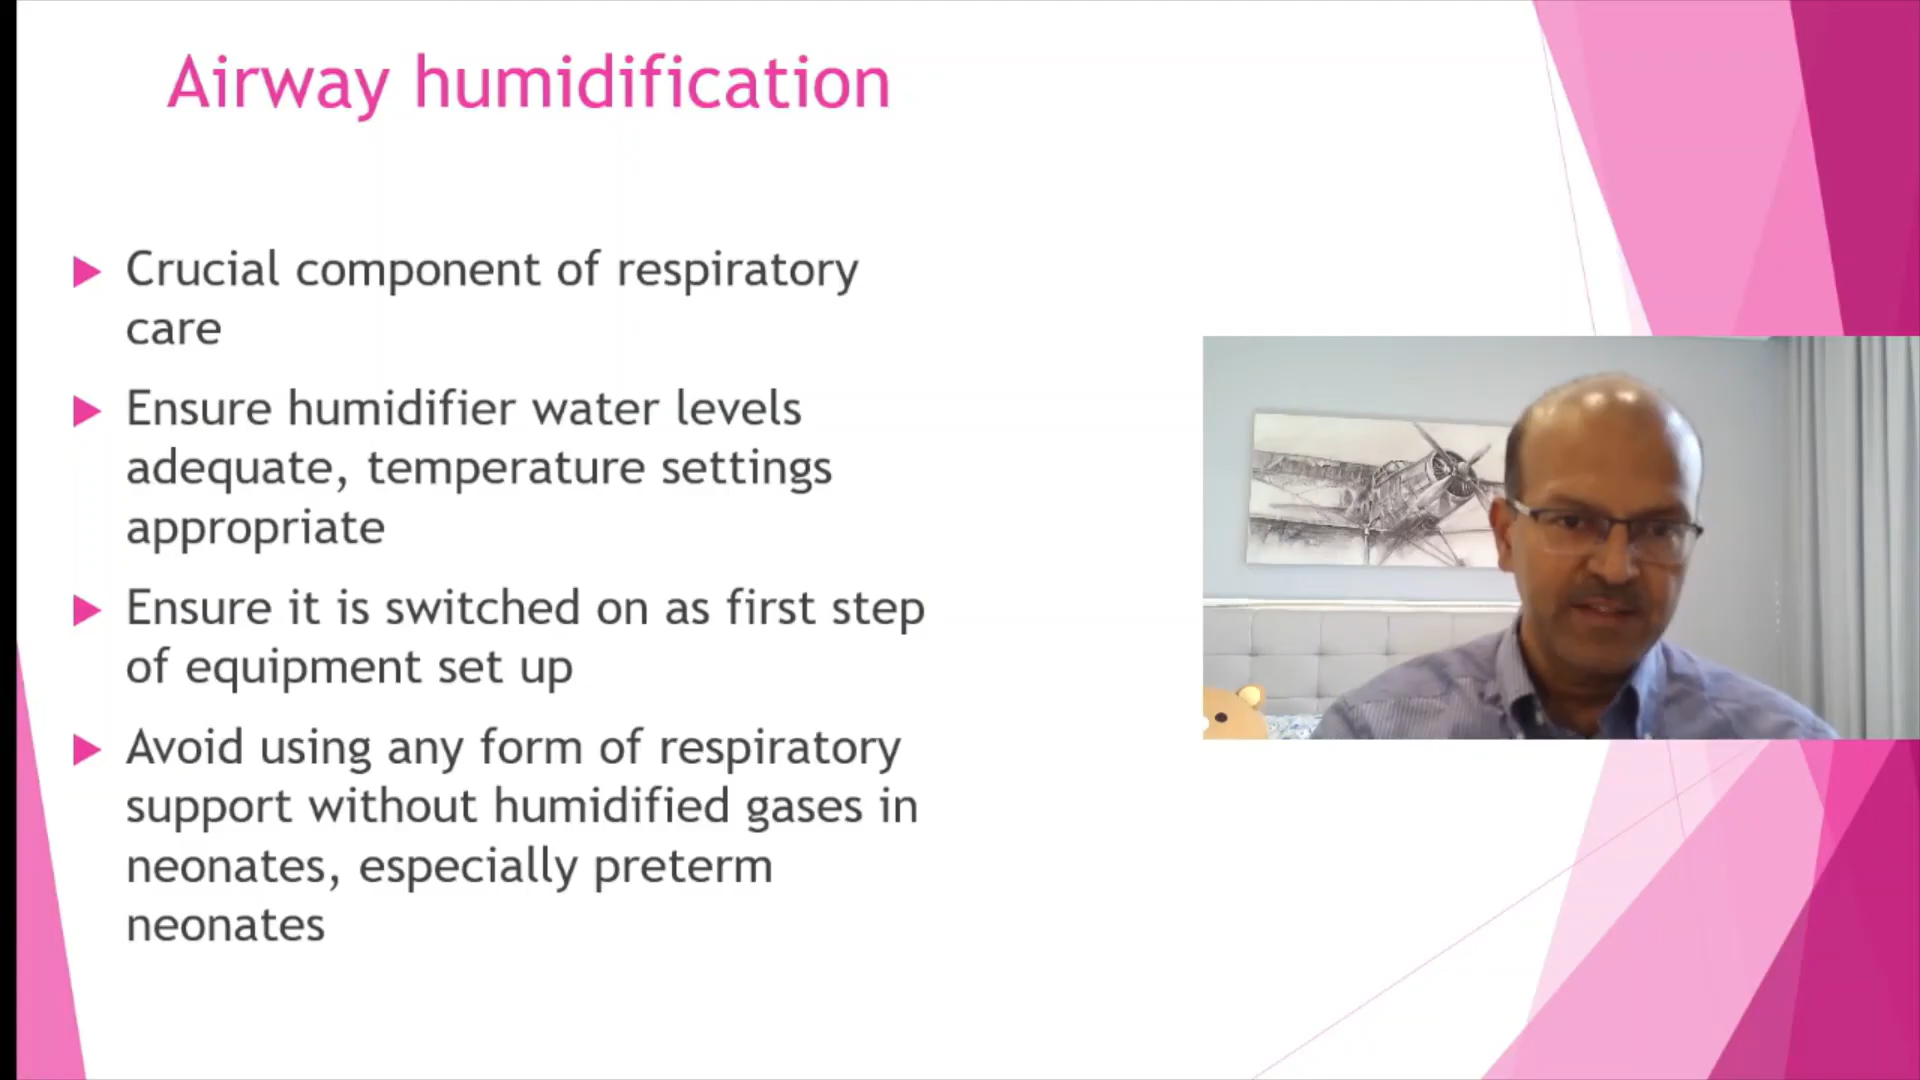 Airway humidification
Crucial component of respiratory
care
Ensure humidifier water levels
adequate, temperature settings
appropriate
Ensure it is switched on as first step
of equipment set up
Avoid using any form of respiratory
support without humidified gases in
neonates, especially preterm
neonates